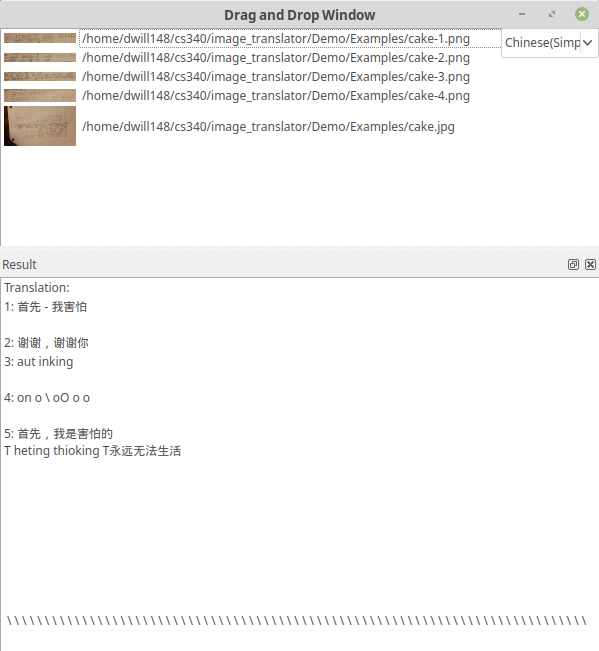 Drag and Drop Window
/home/dwill148/cs340/image_translator/Demo/Examples/cake-1.png
Chinese(Simp
/home/dwill148/cs340/image_translator/Demo/Examples/cake-2.png
/home/dwill148/cs340/image_translator/Demo/Examples/cake-3.png
/home/dwill148/cs340/image_translator/Demo/Examples/cake-4.png
/home/dwill148/cs340/image_translator/Demo/Examples/cake.jpg
Result
Translation:
1: 首先 - 我害怕
2: 谢谢，谢谢你
3: aut inking
4: on o \ oO o o
5: 首先，我是害怕的
T heting thioking T永远无法生活
\ \ \ \ \ \ \ \ \ \ \ \ \ \ \ \ \ \ \ \ \ \ \ \ \ \ \ \ \ \ \ \ \ \ \ \ \ \ \ \ \ \ \ \ \ \ \ \ \ \ \ \ \ \ \ \ \ \ \ \ \ \ \ \ \ \ \ \ \ \ \ \ \ \ \ \ \ \